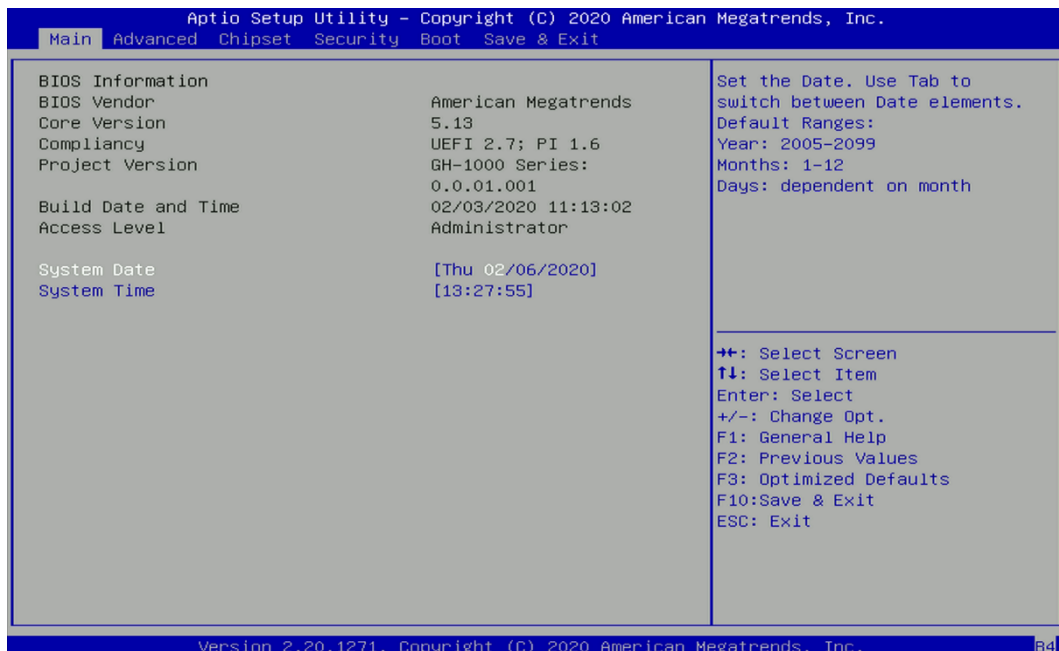 Aptio Setup Utility – Copyright (C) 2020 American Megatrends, Inc.
Main Advanced Chipset Security Boot Save & Exit
BIOS Information
BIOS Vendor American Megatrends
Core Version 5.13
Compliancy UEFI 2.7; PI 1.6
Project Version GH-1000 Series:
0.0.01.001
Build Date and Time 02/03/2020 11:13:02
Access Level Administrator
System Date [Thu 02/06/2020]
System Time [13:27:55]
Set the Date. Use Tab to
switch between Date elements.
Default Ranges:
Year: 2005-2099
Months: 1-12
Days: dependent on month
→←: Select Screen
↑↓: Select Item
Enter: Select
+/-: Change Opt.
F1: General Help
F2: Previous Values
F3: Optimized Defaults
F10:Save & Exit
ESC: Exit
Version 2.20.1271. Copyright (C) 2020 American Megatrends, Inc.
B4